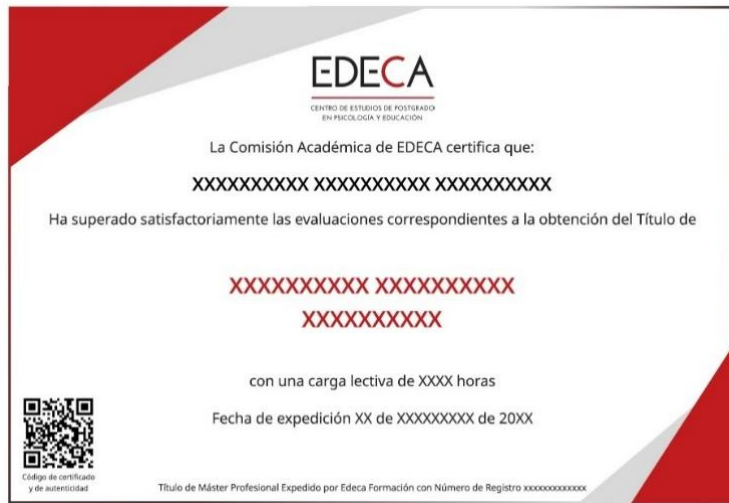 EDECA
CENTRO DE ESTUDIOS DE POSTGRADO
EN PSICOLOGÍA Y EDUCACIÓN
La Comisión Académica de EDECA certifica que:
XXXXXXXXXX XXXXXXXXXX XXXXXXXXXX
Ha superado satisfactoriamente las evaluaciones correspondientes a la obtención del Título de
XXXXXXXXXX XXXXXXXXXX
XXXXXXXXXX
con una carga lectiva de XXXX horas
Fecha de expedición XX de XXXXXXXXX de 20XX
Código de certificado
y de autenticidad
Título de Máster Profesional Expedido por Edeca Formación con Número de Registro xxxxxxxxxxxxx